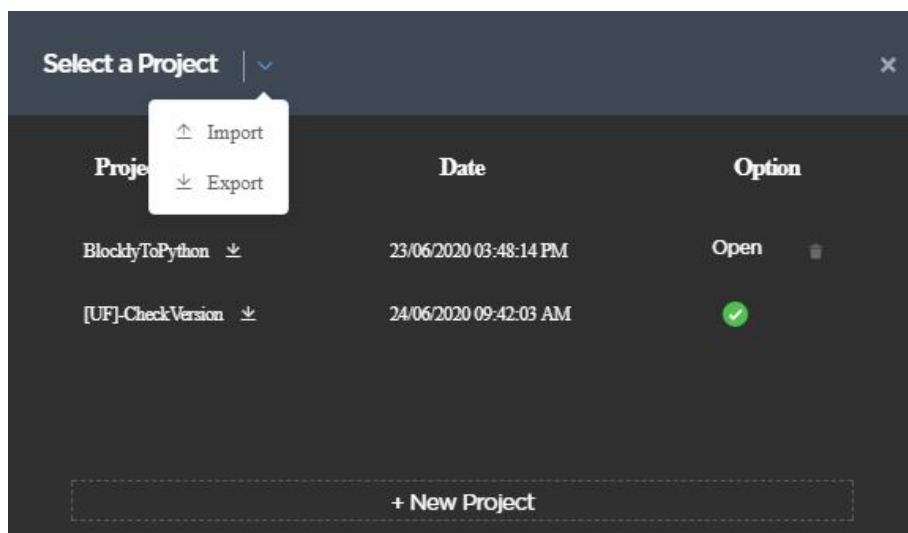 Select a Project
Import
Export
Date Option
BlocklyToPython 23/06/2020 03:48:14 PM Open
[UF]-CheckVersion 24/06/2020 09:42:03 AM
+ New Project